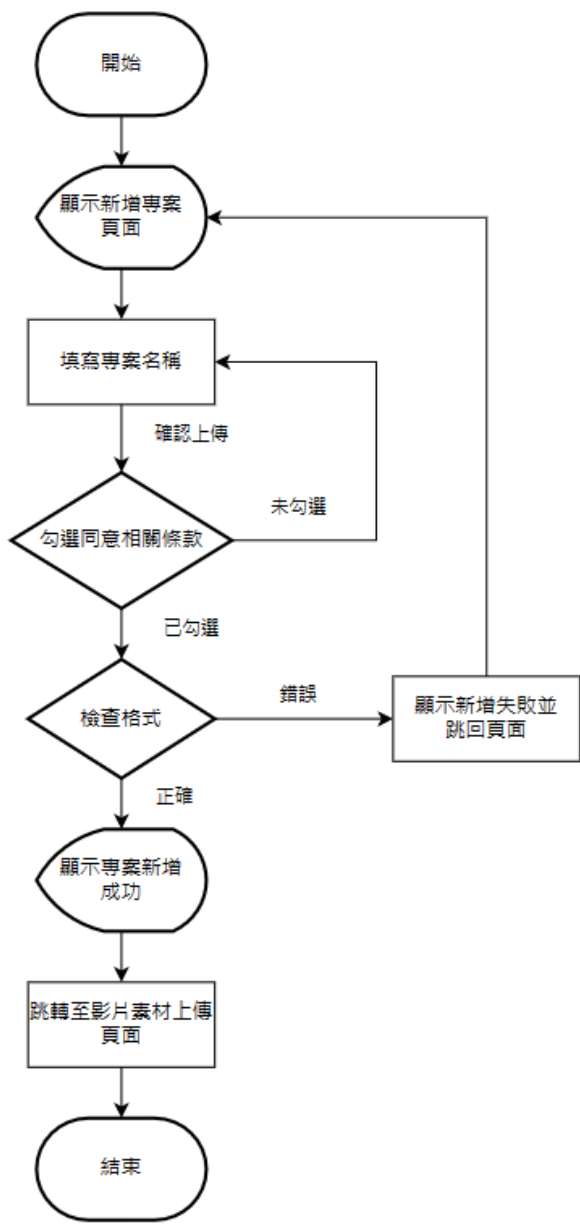 開始
顯示新增專案
頁面
填寫專案名稱
確認上傳
未勾選
勾選同意相關條款
已勾選
錯誤
檢查格式
顯示新增失敗並
跳回頁面
正確
顯示專案新增
成功
跳轉至影片素材上傳
頁面
結束